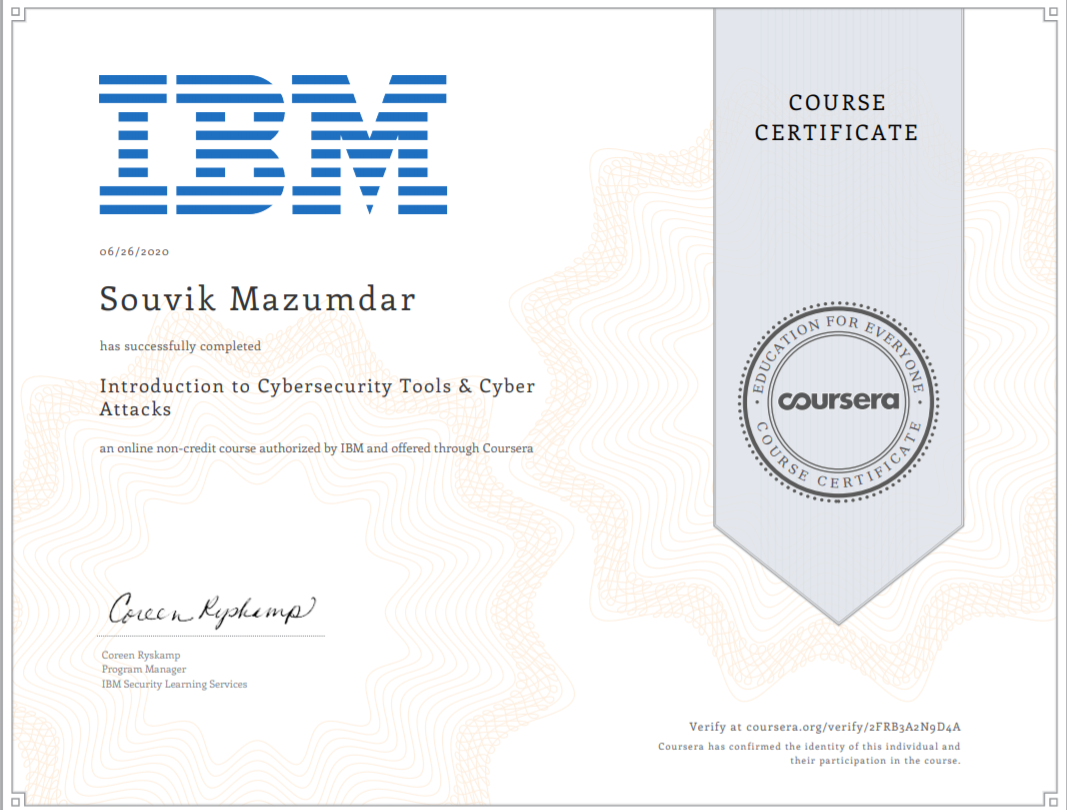 IBM
COURSE
CERTIFICATE
06/26/2020
Souvik Mazumdar
has successfully completed
Introduction to Cybersecurity Tools & Cyber
Attacks
an online non-credit course authorized by IBM and offered through Coursera
EDUCATION FOR EVERYONE
coursera
COURSE CERTIFICATE
Coreen Ryskamp
Coreen Ryskamp
Program Manager
IBM Security Learning Services
Verify at coursera.org/verify/2FRB3A2N9D4A
Coursera has confirmed the identity of this individual and
their participation in the course.